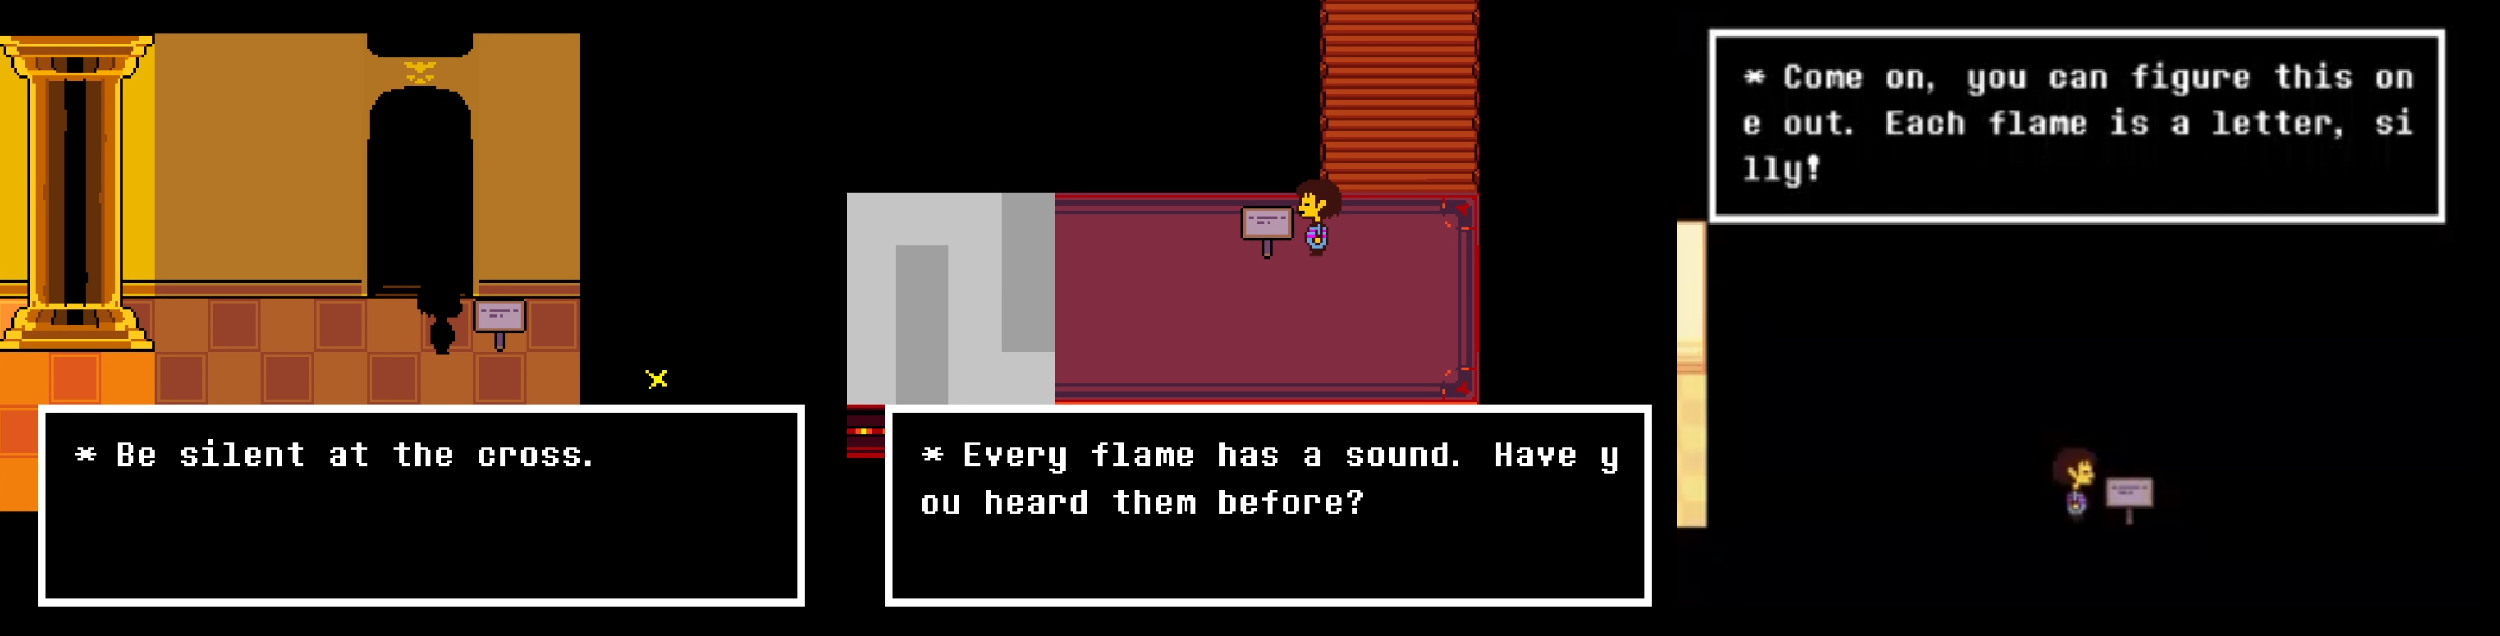 * Be silent at the cross.
* Every flame has a sound. Have y
ou heard them before?
* Come on, you can figure this on
e out. Each flame is a letter, si
lly!